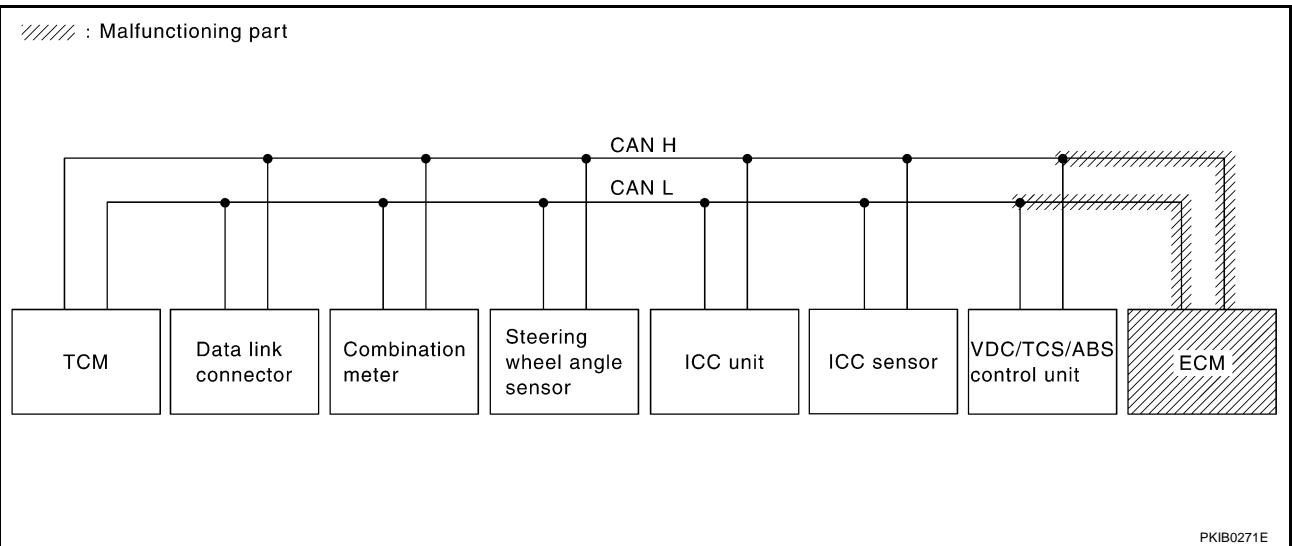 : Malfunctioning part
CAN H
CAN L
TCM
Data link
connector
Combination
meter
Steering
wheel angle
sensor
ICC unit
ICC sensor
VDC/TCS/ABS
control unit
ECM
PKIB0271E